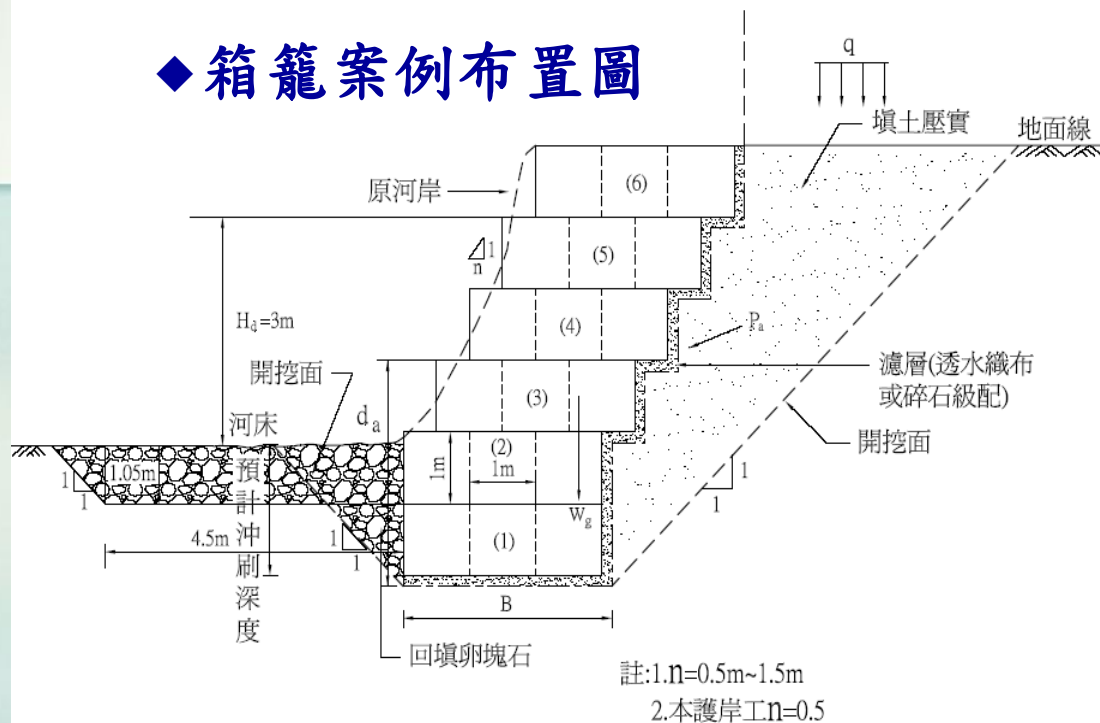 ◆箱籠案例布置圖
q
填土壓實
地面線
原河岸
(6)
(5)
1
n
(4)
Hd=3m
Pa
濾層(透水織布
或碎石級配)
開挖面
(3)
da
河床
開挖面
(2)
1m
1m
1.05m
1
1
預計沖刷深度
1
1
4.5m
1
1
(1)
Wg
B
回填卵塊石
註:1.n=0.5m~1.5m
2.本護岸工n=0.5